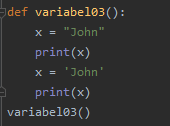 def variabel03():
    x = "John"
    print(x)
    x = 'John'
    print(x)
variabel03()